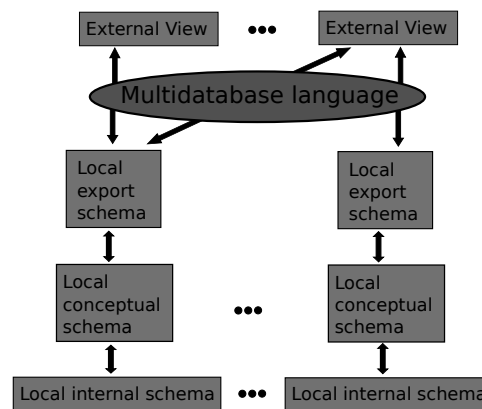 External View
External View
Multidatabase language
Local
export
schema
Local
export
schema
Local
conceptual
schema
Local
conceptual
schema
Local internal schema
Local internal schema